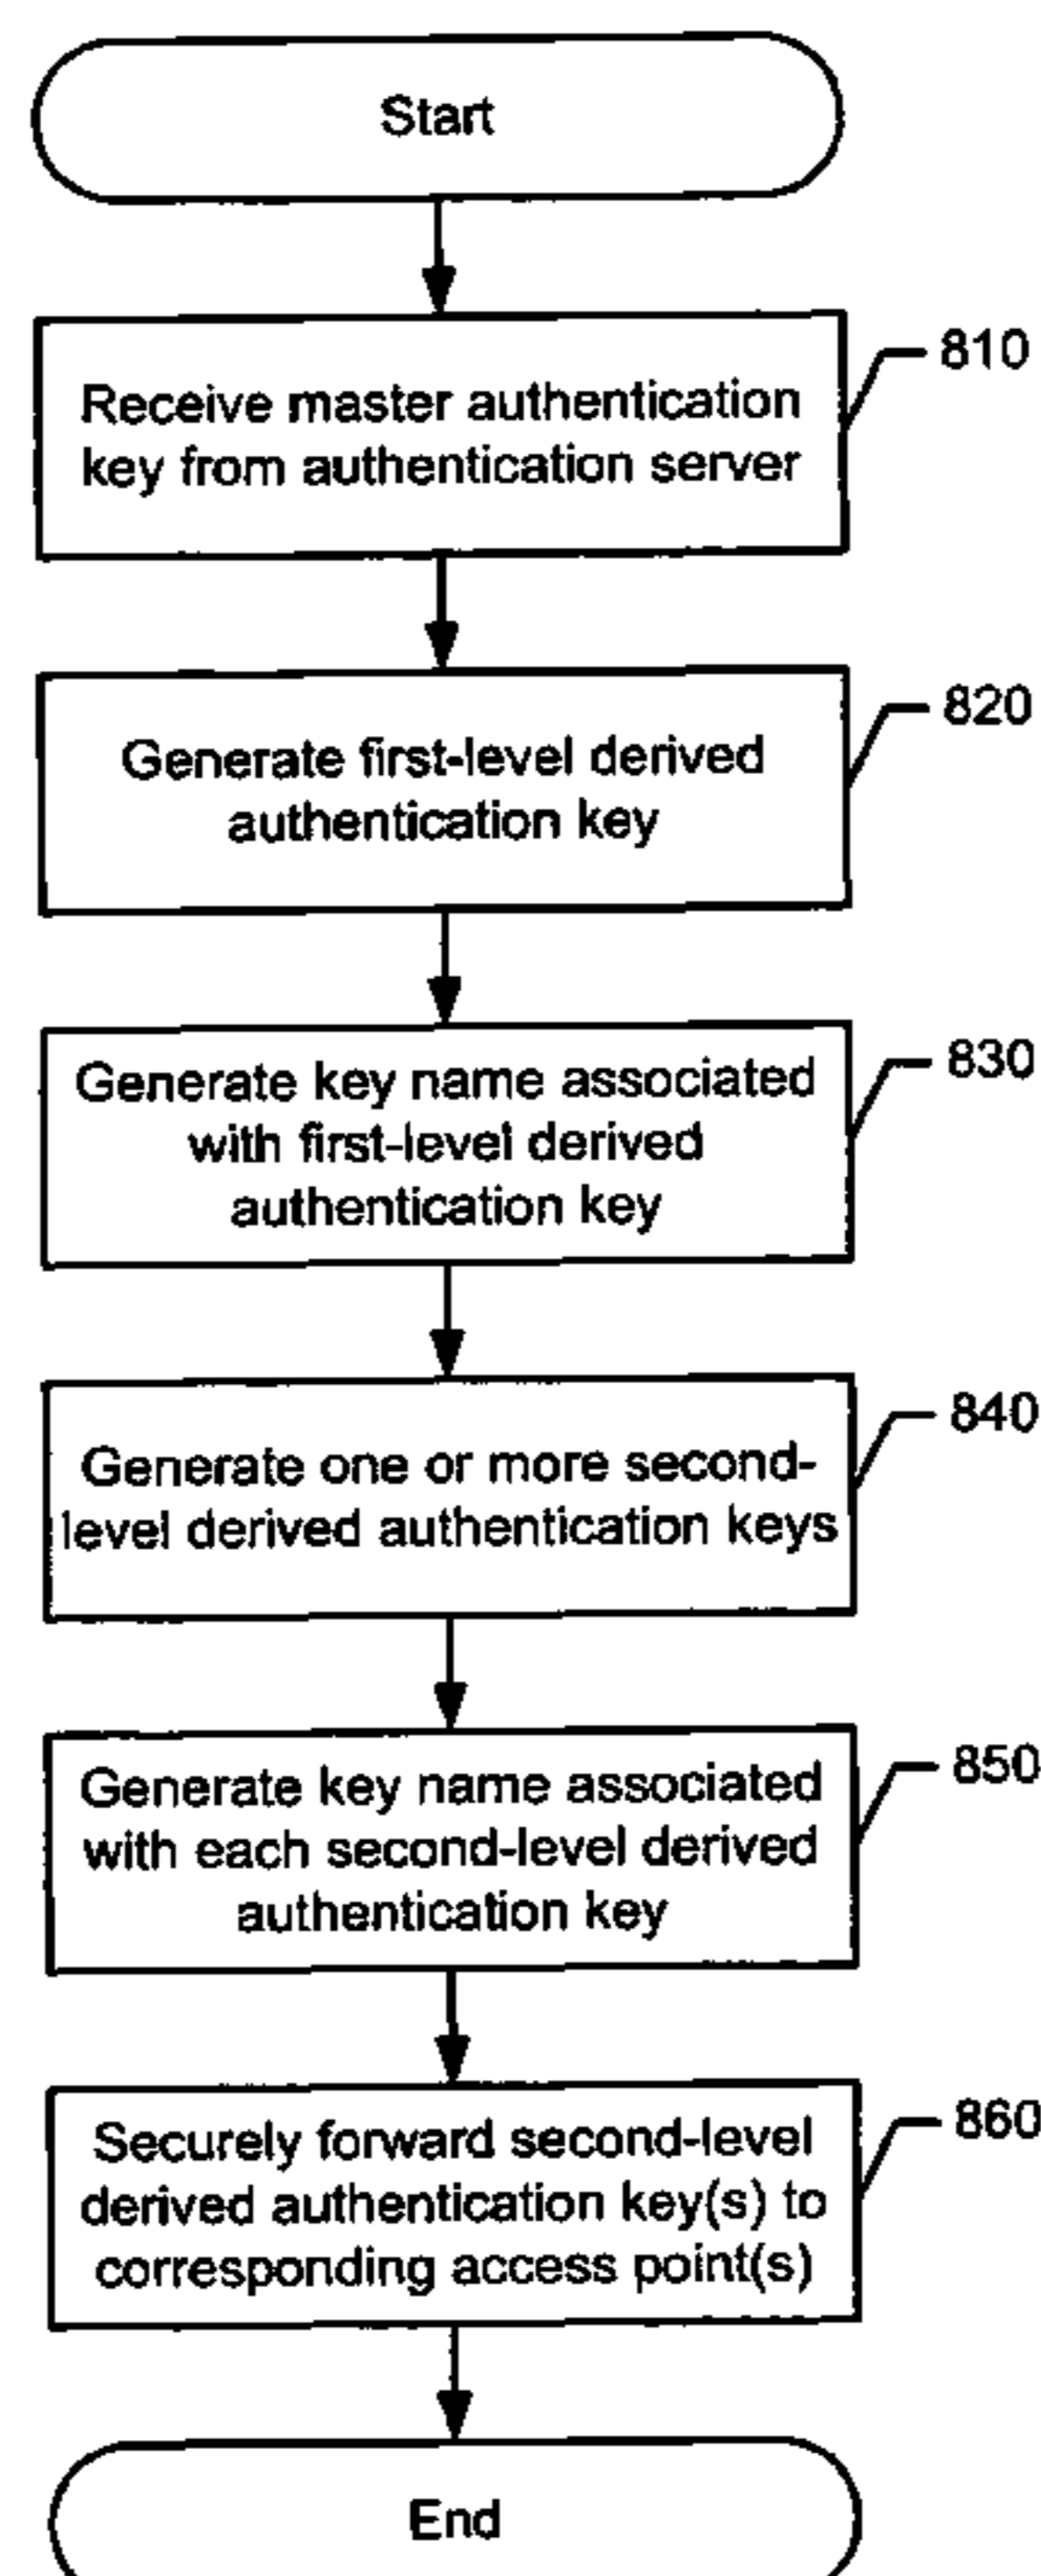 Start
810
Receive master authentication
key from authentication server
820
Generate first-level derived
authentication key
830
Generate key name associated
with first-level derived
authentication key
840
Generate one or more second-
level derived authentication keys
850
Generate key name associated
with each second-level derived
authentication key
860
Securely forward second-level
derived authentication key(s) to
corresponding access point(s)
End